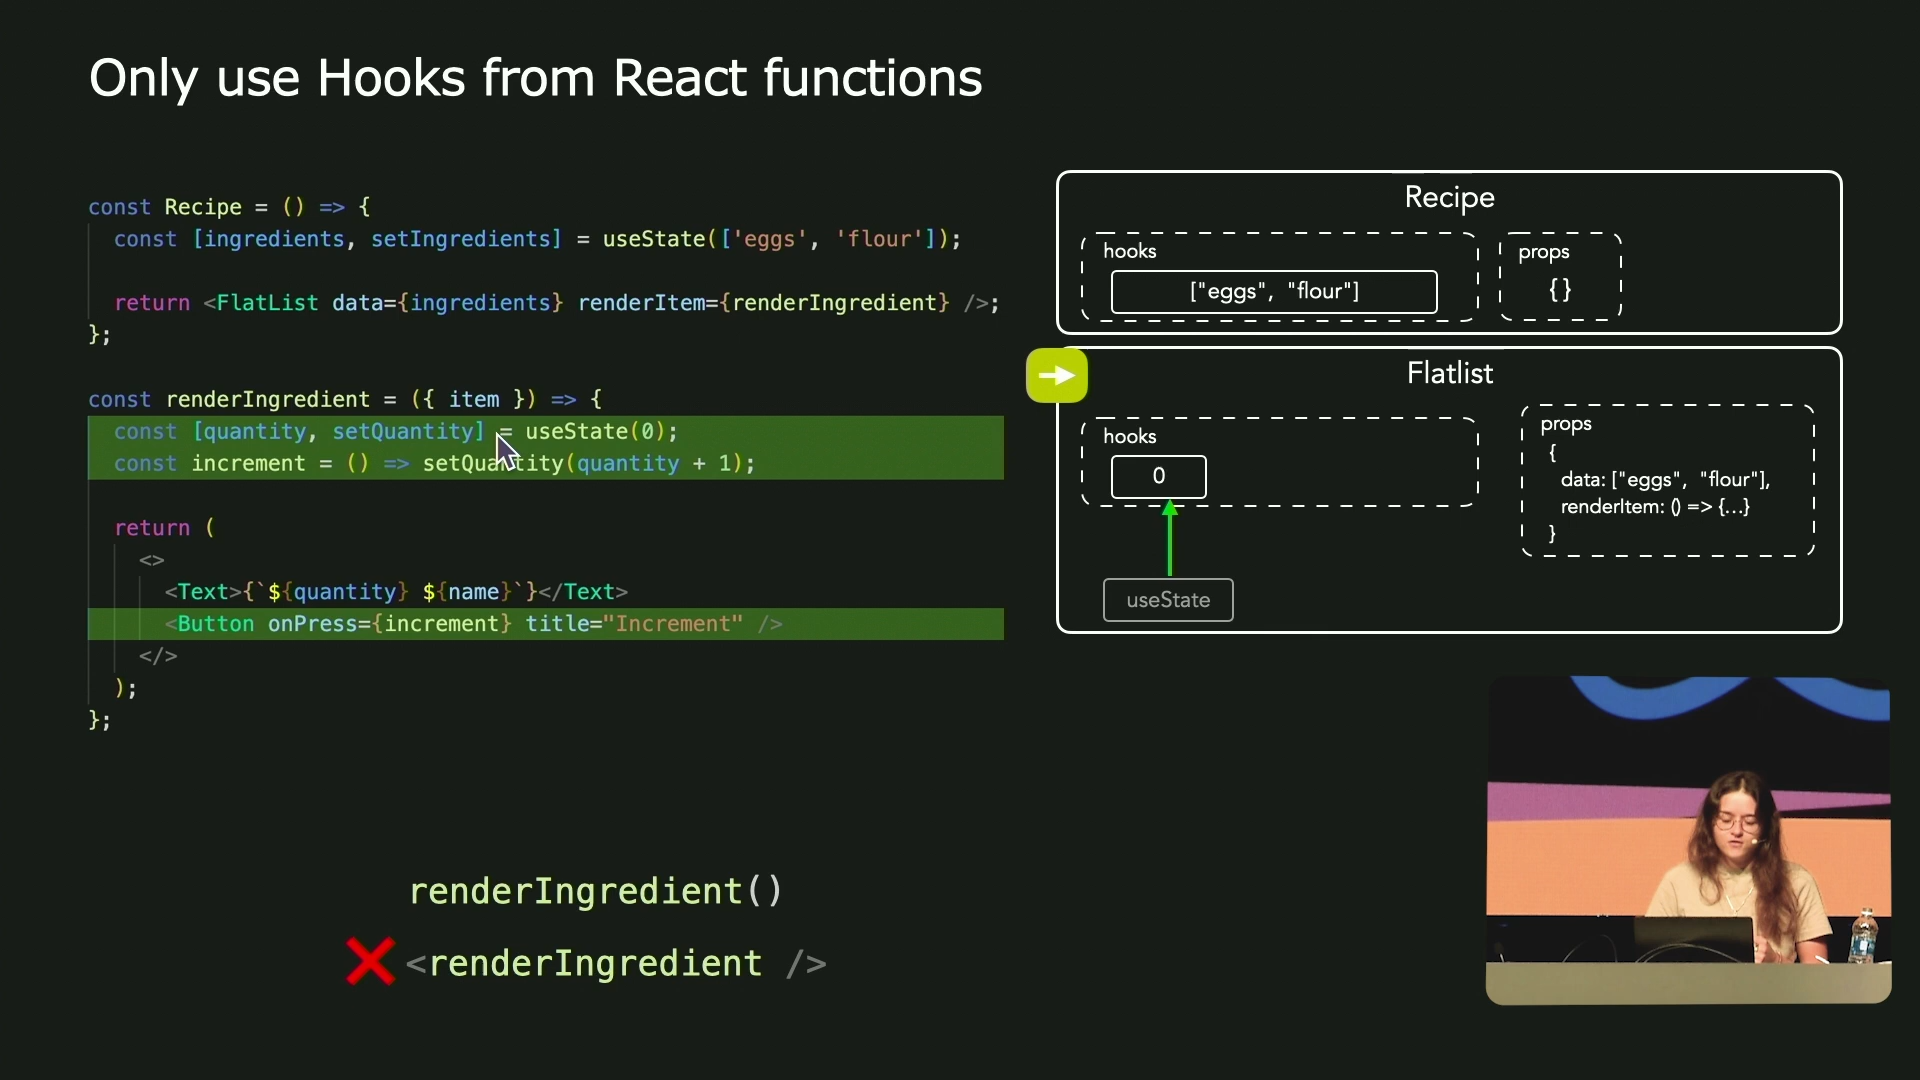 Only use Hooks from React functions
const Recipe = () => {
const [ingredients, setIngredients] = useState(['eggs', 'flour']);
return <FlatList data={ingredients} renderItem={renderIngredient} />;
};
const renderIngredient = ({ item }) => {
const [quantity, setQuantity] = useState(0);
const increment = () => setQuantity(quantity + 1);
return (
<>
<Text>{`${quantity} ${name}`}</Text>
<Button onPress={increment} title="Increment" />
</>
);
};
renderIngredient()
<renderIngredient />
Recipe
hooks
["eggs", "flour"]
props
{}
Flatlist
hooks
0
useState
props
{
data: ["eggs", "flour"],
renderItem: () => {...}
}